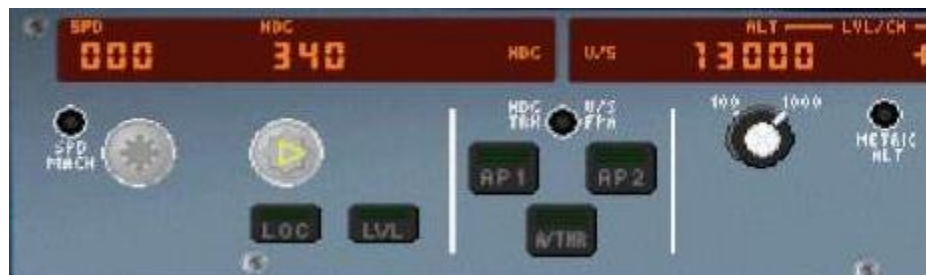 SPD HDG ALT LVL/CH
000 340 HDG V/S 13000 +
HDG V/S 100 1000
TRK FPA
SPD METRIC
MACH ALT
AP1 AP2
LOC LVL A/THR